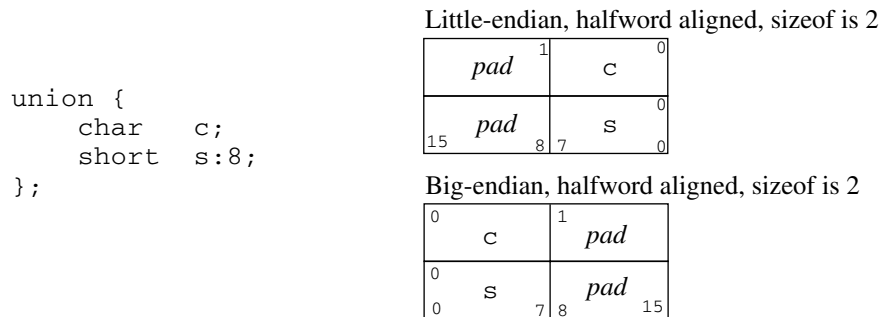 union {
char c;
short s:8;
};
Little-endian, halfword aligned, sizeof is 2
pad 1 c 0
0
15 pad 8 7 s 0
Big-endian, halfword aligned, sizeof is 2
0 c 1 pad
0
0 s 7 8 pad 15